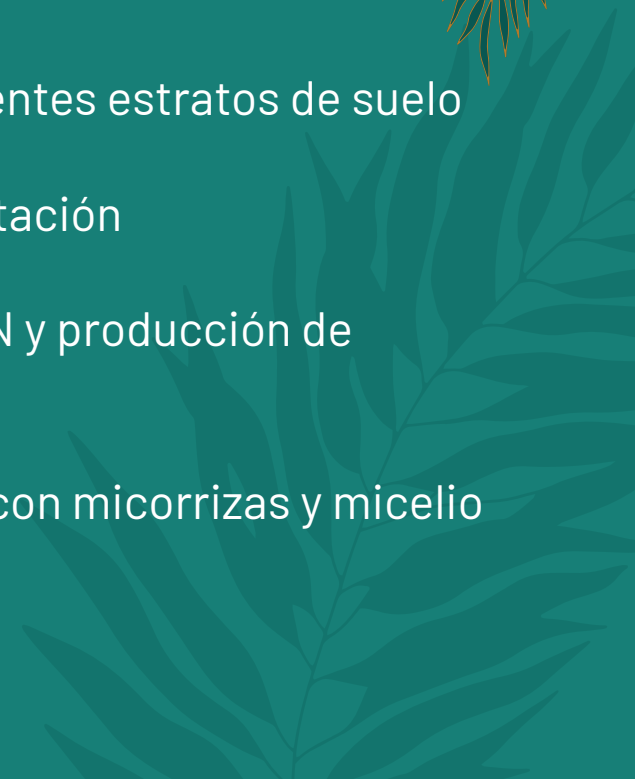 entes estratos de suelo
tación
N y producción de
con micorrizas y micelio